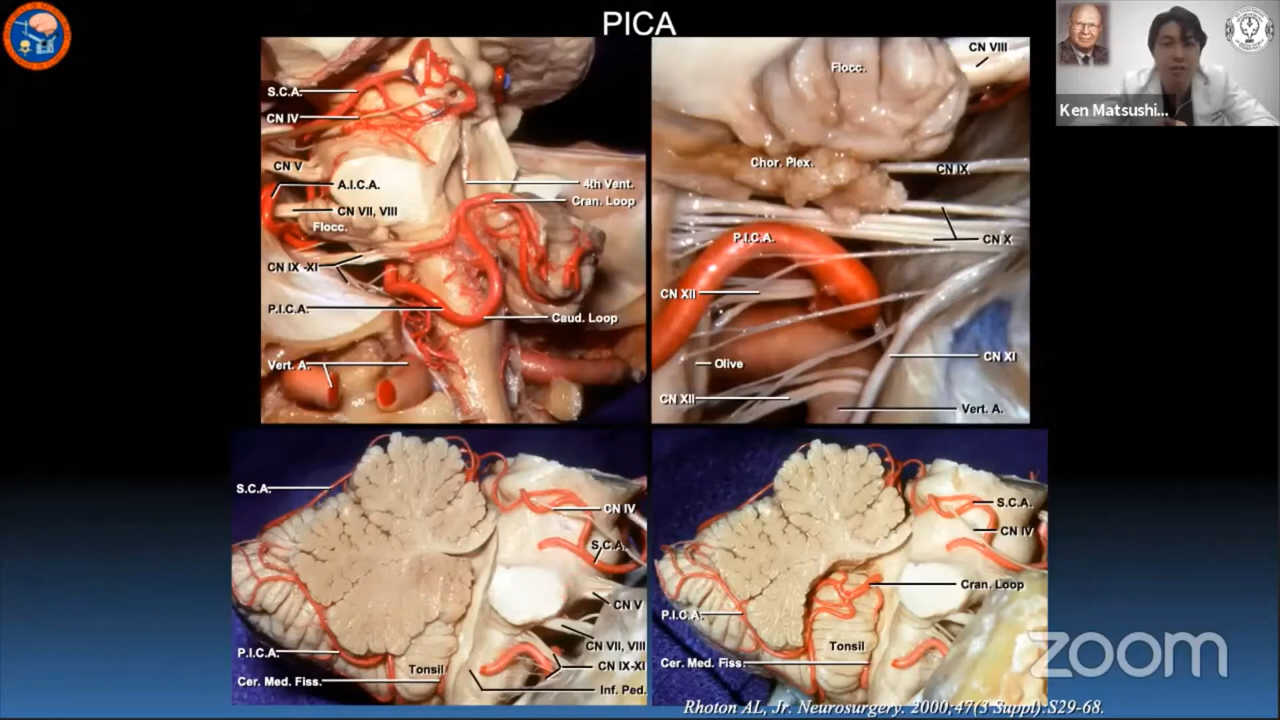 PICA
Ken Matsushi...
S.C.A.
CN IV
CN V
A.I.C.A.
CN VII, VIII
Flocc.
CN IX -XI
P.I.C.A.
Vert. A.
4th Vent.
Cran. Loop
Caud. Loop
CN VIII
Flocc.
Chor. Plex.
CN IX
P.I.C.A.
CN X
CN XII
Olive
CN XI
CN XII
Vert. A.
S.C.A.
CN IV
S.C.A.
CN V
CN VII, VIII
P.I.C.A.
Tonsil
CN IX-XI
Cer. Med. Fiss.
Inf. Ped.
S.C.A.
CN IV
Cran. Loop
P.I.C.A.
Tonsil
Cer. Med. Fiss.
zoom
Rhoton AL, Jr. Neurosurgery. 2000;47(3 Suppl):S29-68.